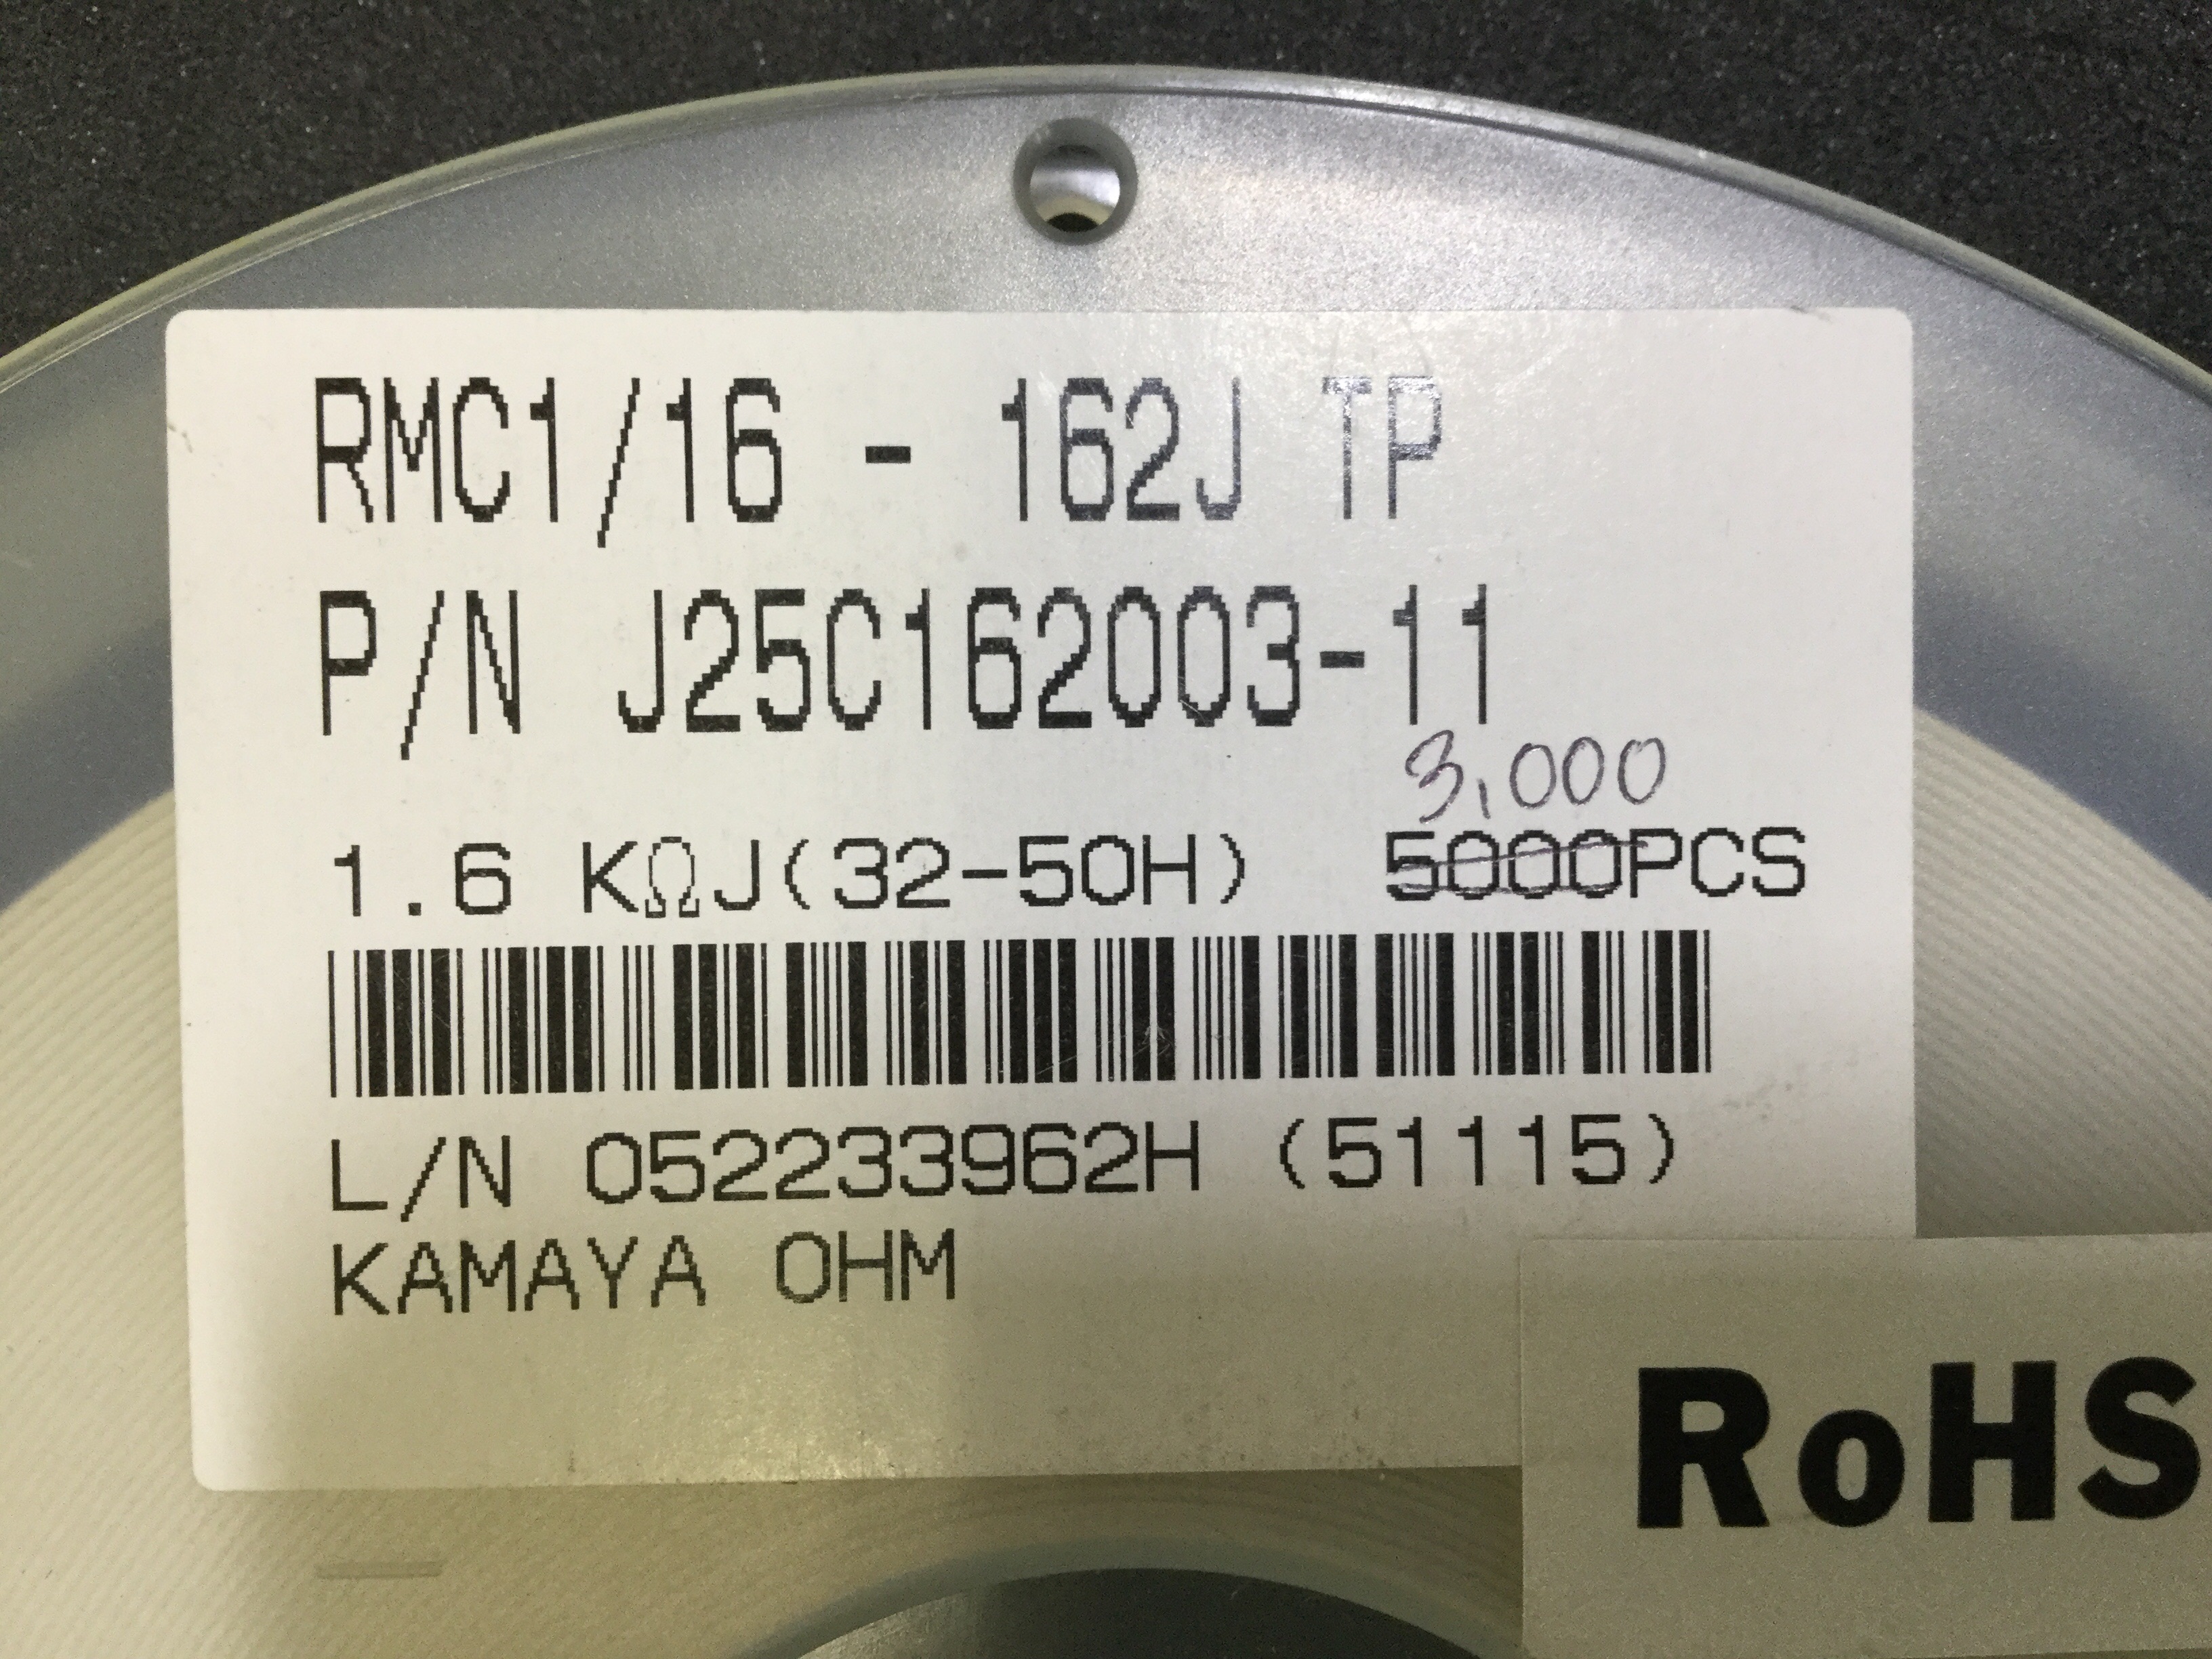 RMC1/16 - 162J TP
P/N J25C162003-11
3,000
1.6 KΩJ(32-50H) 5000PCS
L/N 052233962H (51115)
KAMAYA OHM
RoHS